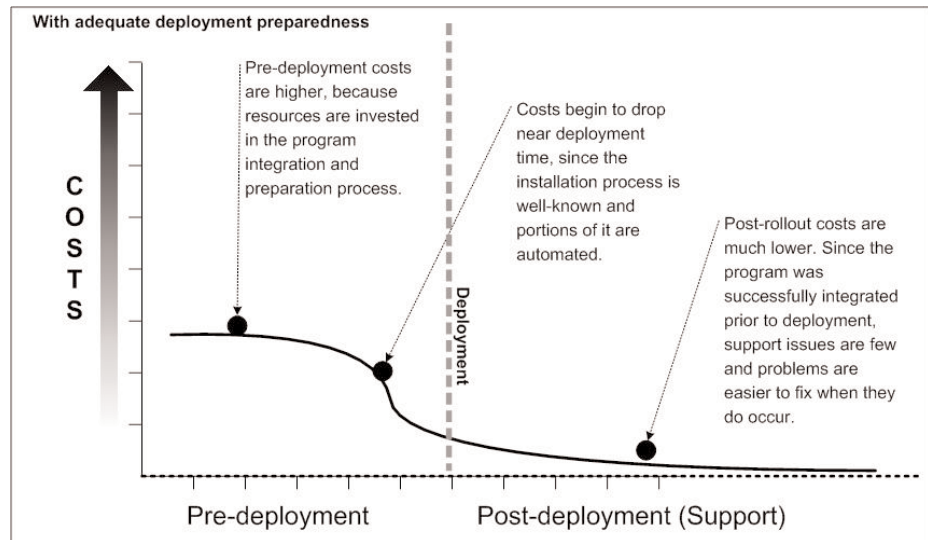 With adequate deployment preparedness
Pre-deployment costs
are higher, because
resources are invested
in the program
integration and
preparation process.
Costs begin to drop
near deployment
time, since the
installation process is
well-known and
portions of it are
automated.
Post-rollout costs are
much lower. Since the
program was
successfully integrated
prior to deployment,
support issues are few
and problems are
easier to fix when they
do occur.
COSTS
Deployment
Pre-deployment
Post-deployment (Support)